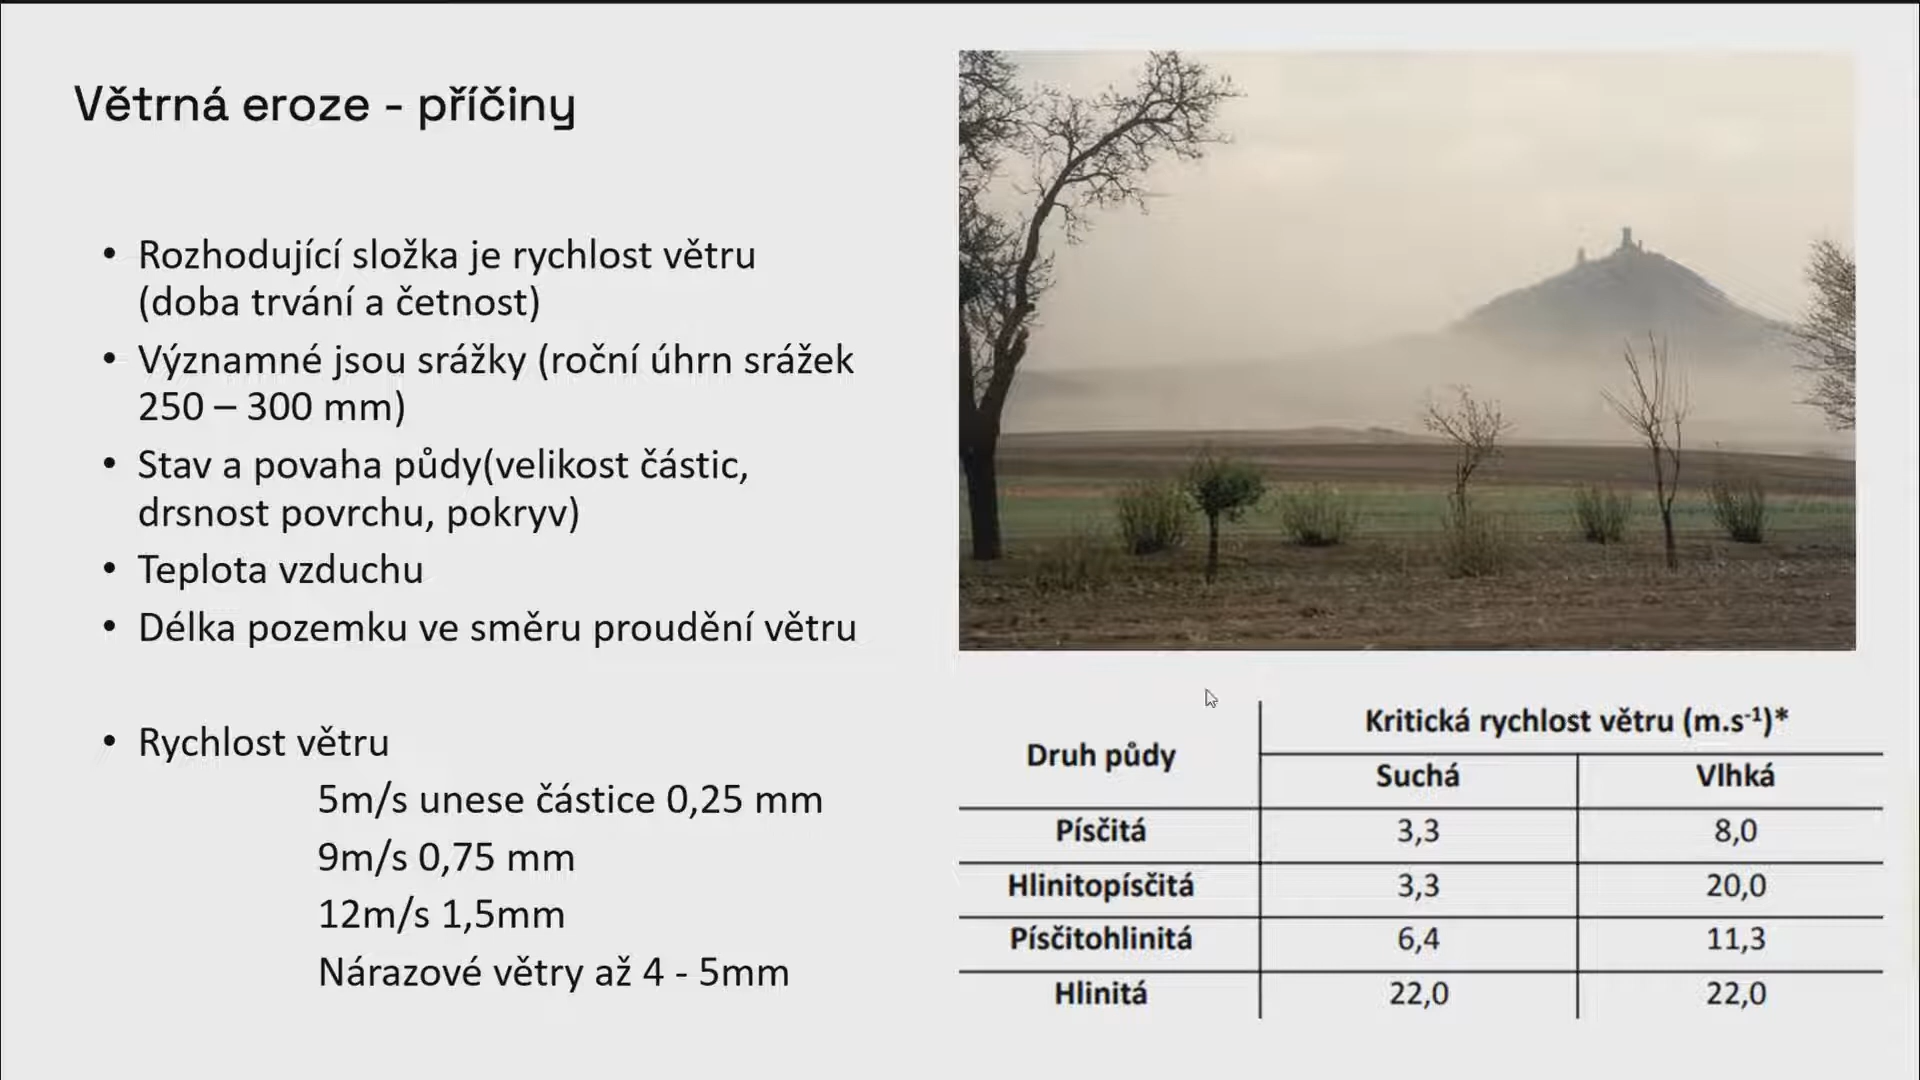 Větrná eroze - příčiny
• Rozhodující složka je rychlost větru
(doba trvání a četnost)
• Významné jsou srážky (roční úhrn srážek
250 – 300 mm)
• Stav a povaha půdy(velikost částic,
drsnost povrchu, pokryv)
• Teplota vzduchu
• Délka pozemku ve směru proudění větru
• Rychlost větru
5m/s unese částice 0,25 mm
9m/s 0,75 mm
12m/s 1,5mm
Nárazové větry až 4 - 5mm
Druh půdy
Kritická rychlost větru (m.s⁻¹)*
Suchá Vlhká
Písčitá 3,3 8,0
Hlinitopísčitá 3,3 20,0
Písčitohlinitá 6,4 11,3
Hlinitá 22,0 22,0